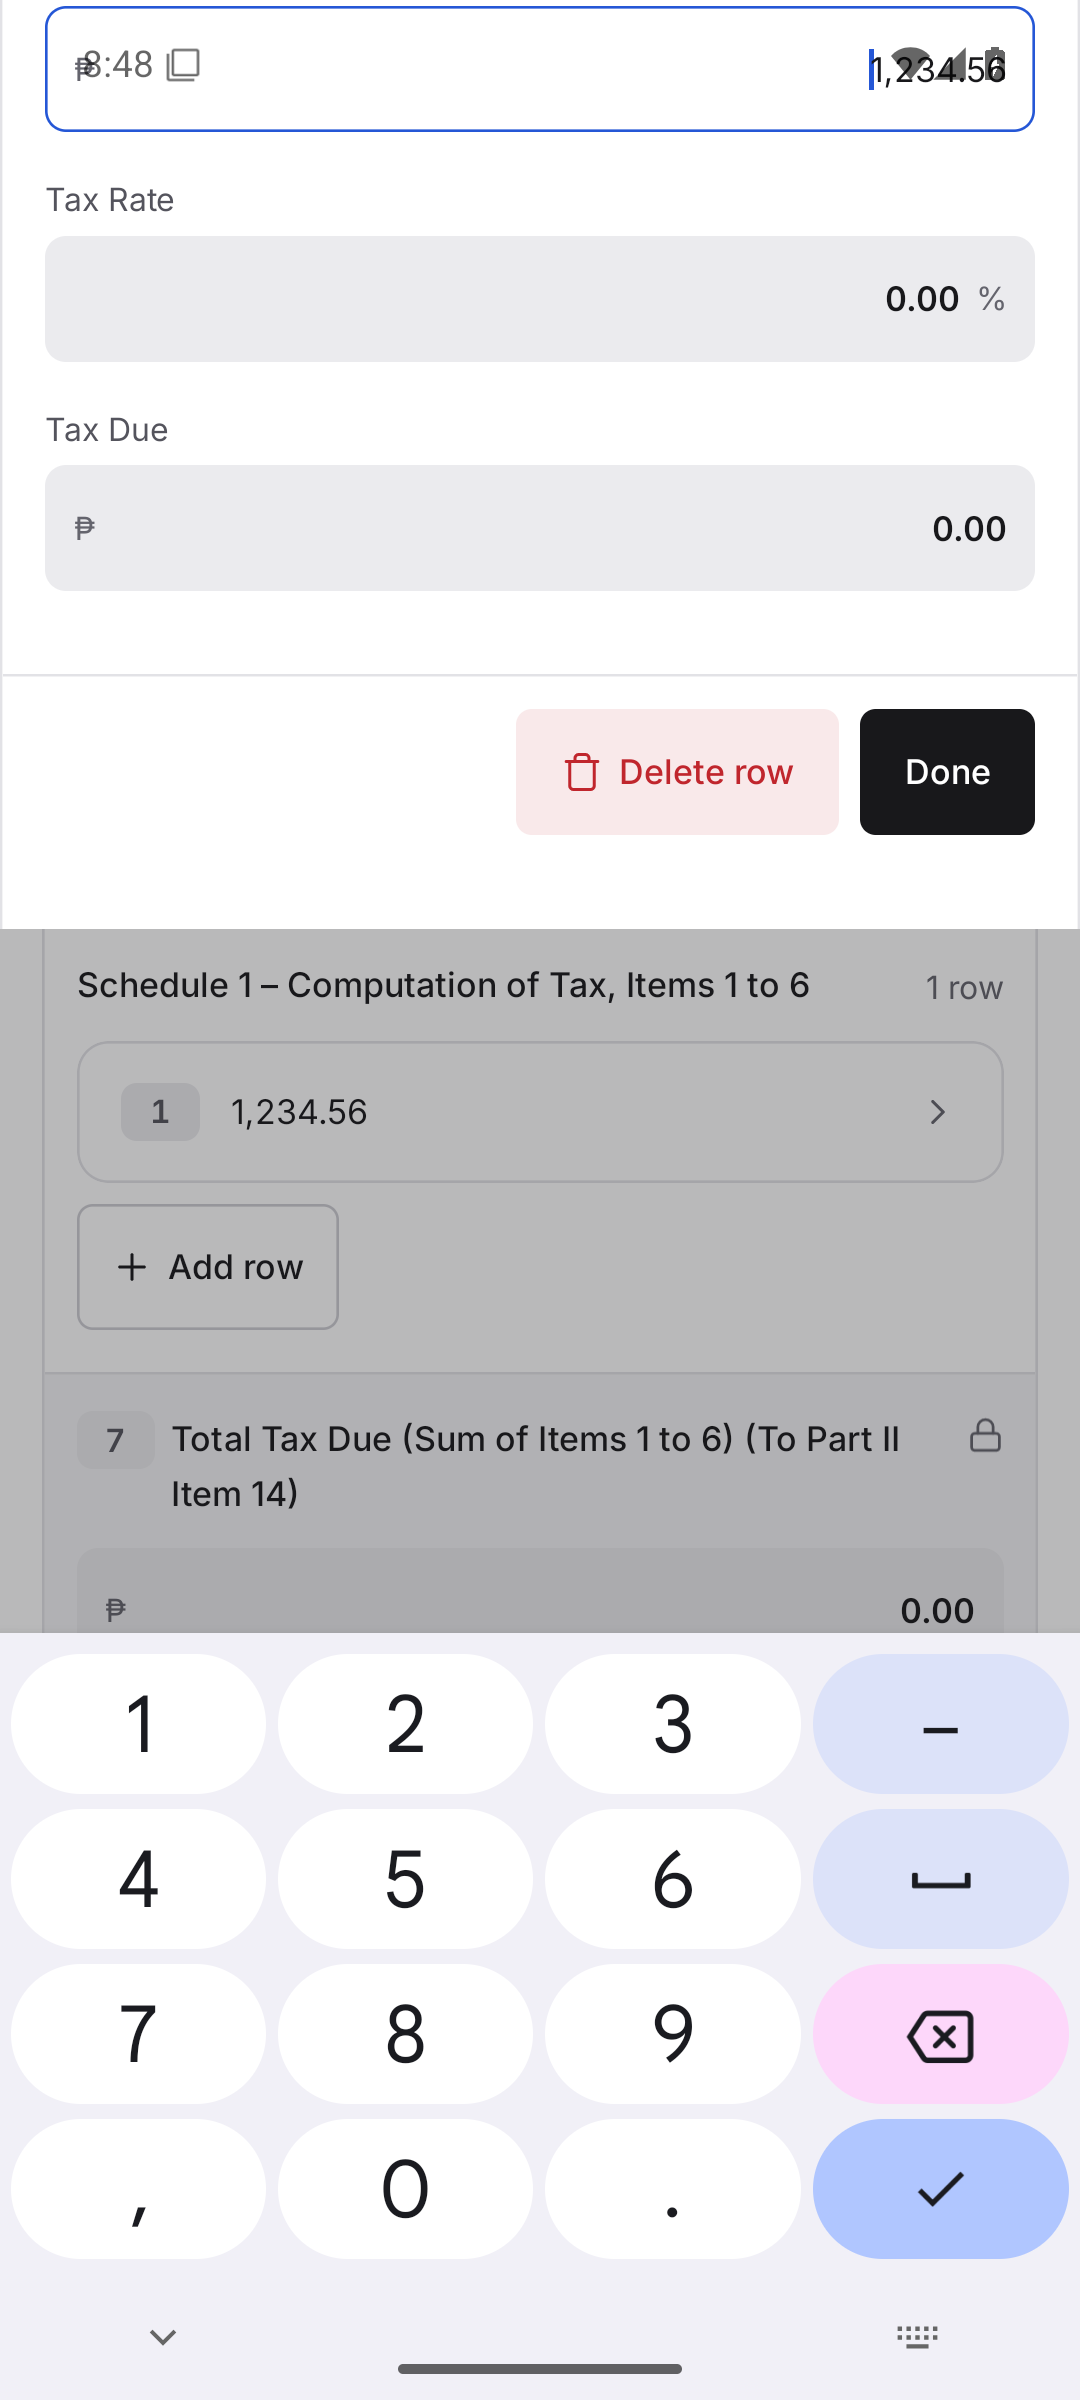 ₱ 8:48 1,234.56
Tax Rate
0.00 %
Tax Due
₱ 0.00
Delete row Done
Schedule 1 – Computation of Tax, Items 1 to 6 1 row
1 1,234.56
Add row
7 Total Tax Due (Sum of Items 1 to 6) (To Part II
Item 14)
₱ 0.00
1 2 3 –
4 5 6
7 8 9
, 0 .